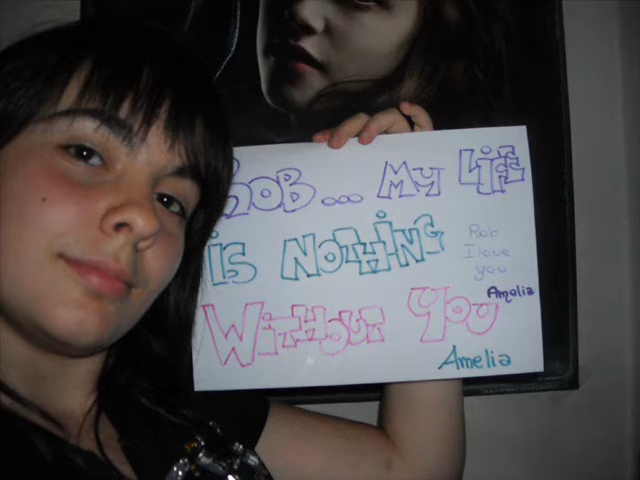 Rob... My LIFE
is NOTHING
WITHOUT YOU
Amelia
Rob
I love
you
Amelia